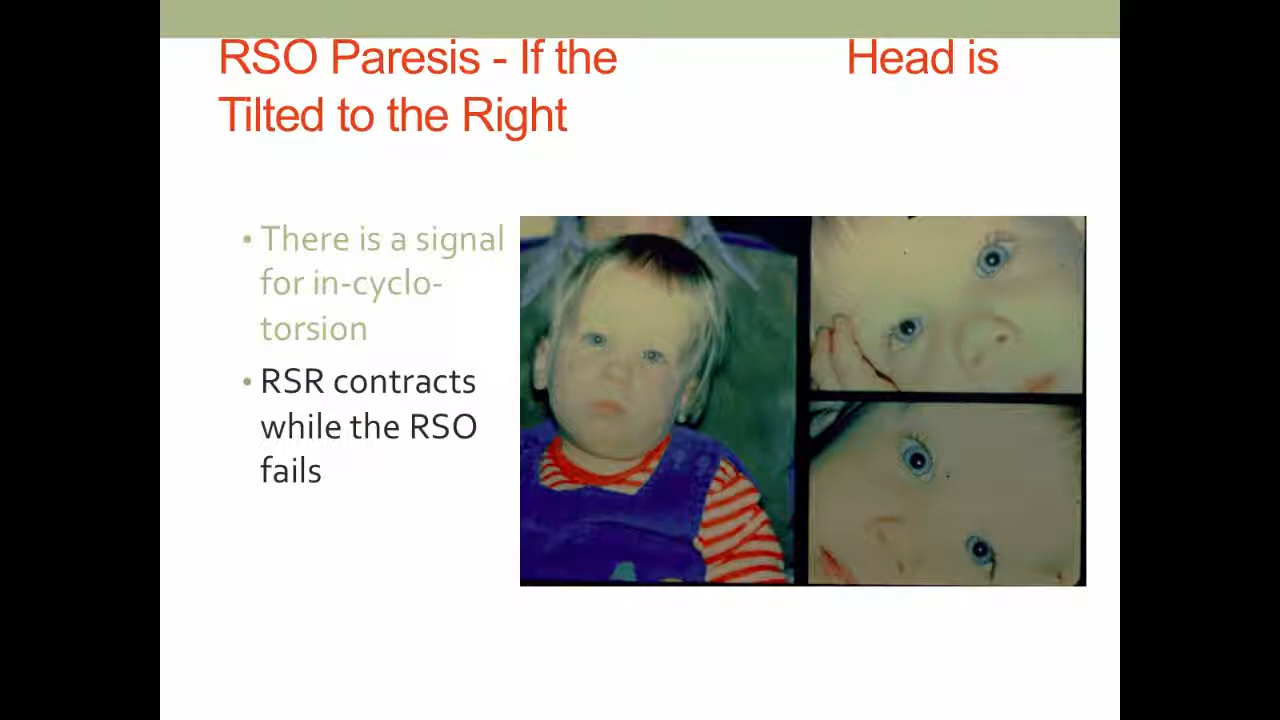 RSO Paresis - If the Head is
Tilted to the Right
• There is a signal
for in-cyclo-
torsion
• RSR contracts
while the RSO
fails